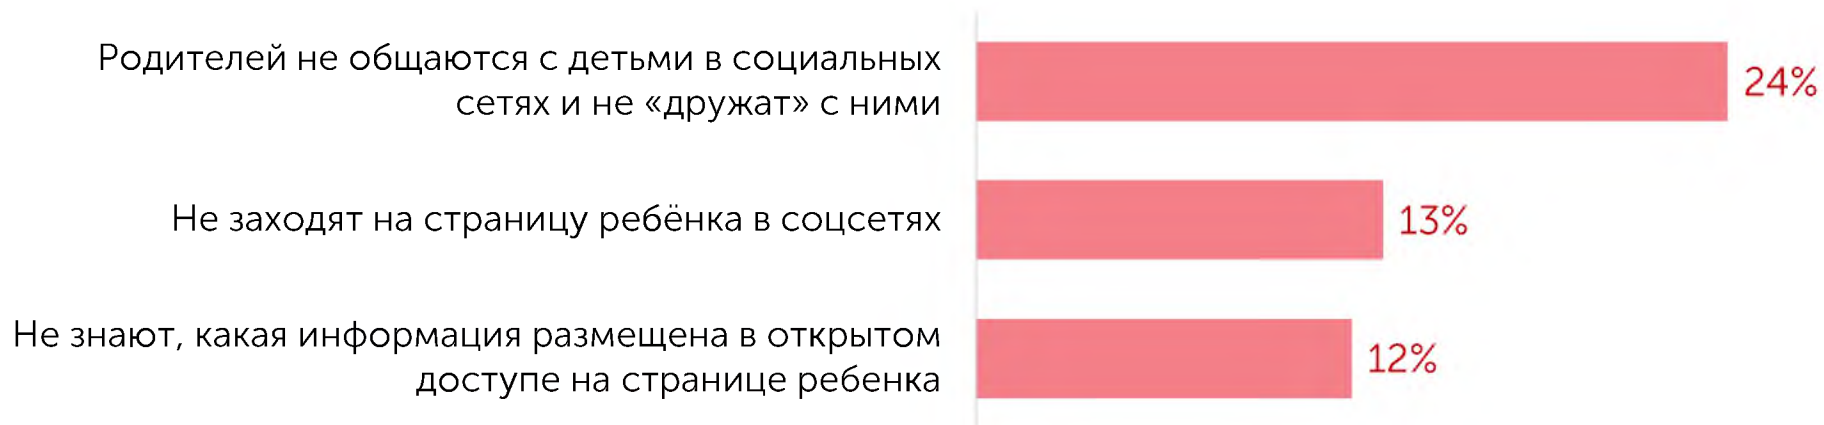 Родителей не общаются с детьми в социальных
сетях и не «дружат» с ними
24%
Не заходят на страницу ребёнка в соцсетях
13%
Не знают, какая информация размещена в открытом
доступе на странице ребенка
12%